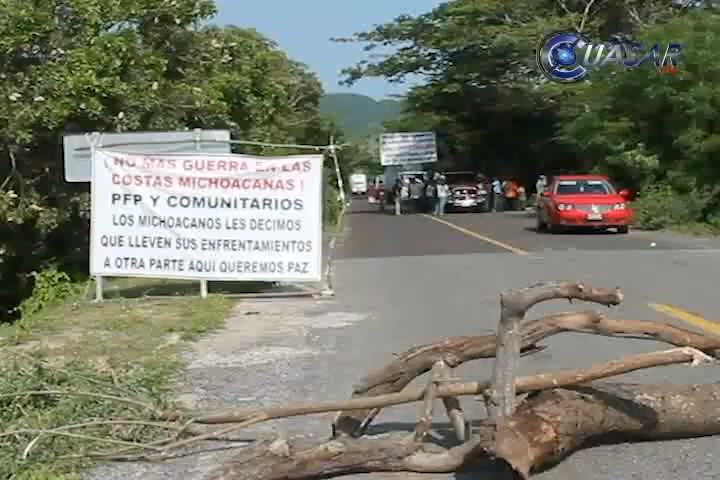 CUASAR
¡NO MAS GUERRA EN LAS
COSTAS MICHOACANAS !
PFP Y COMUNITARIOS
LOS MICHOACANOS LES DECIMOS
QUE LLEVEN SUS ENFRENTAMIENTOS
A OTRA PARTE AQUI QUEREMOS PAZ